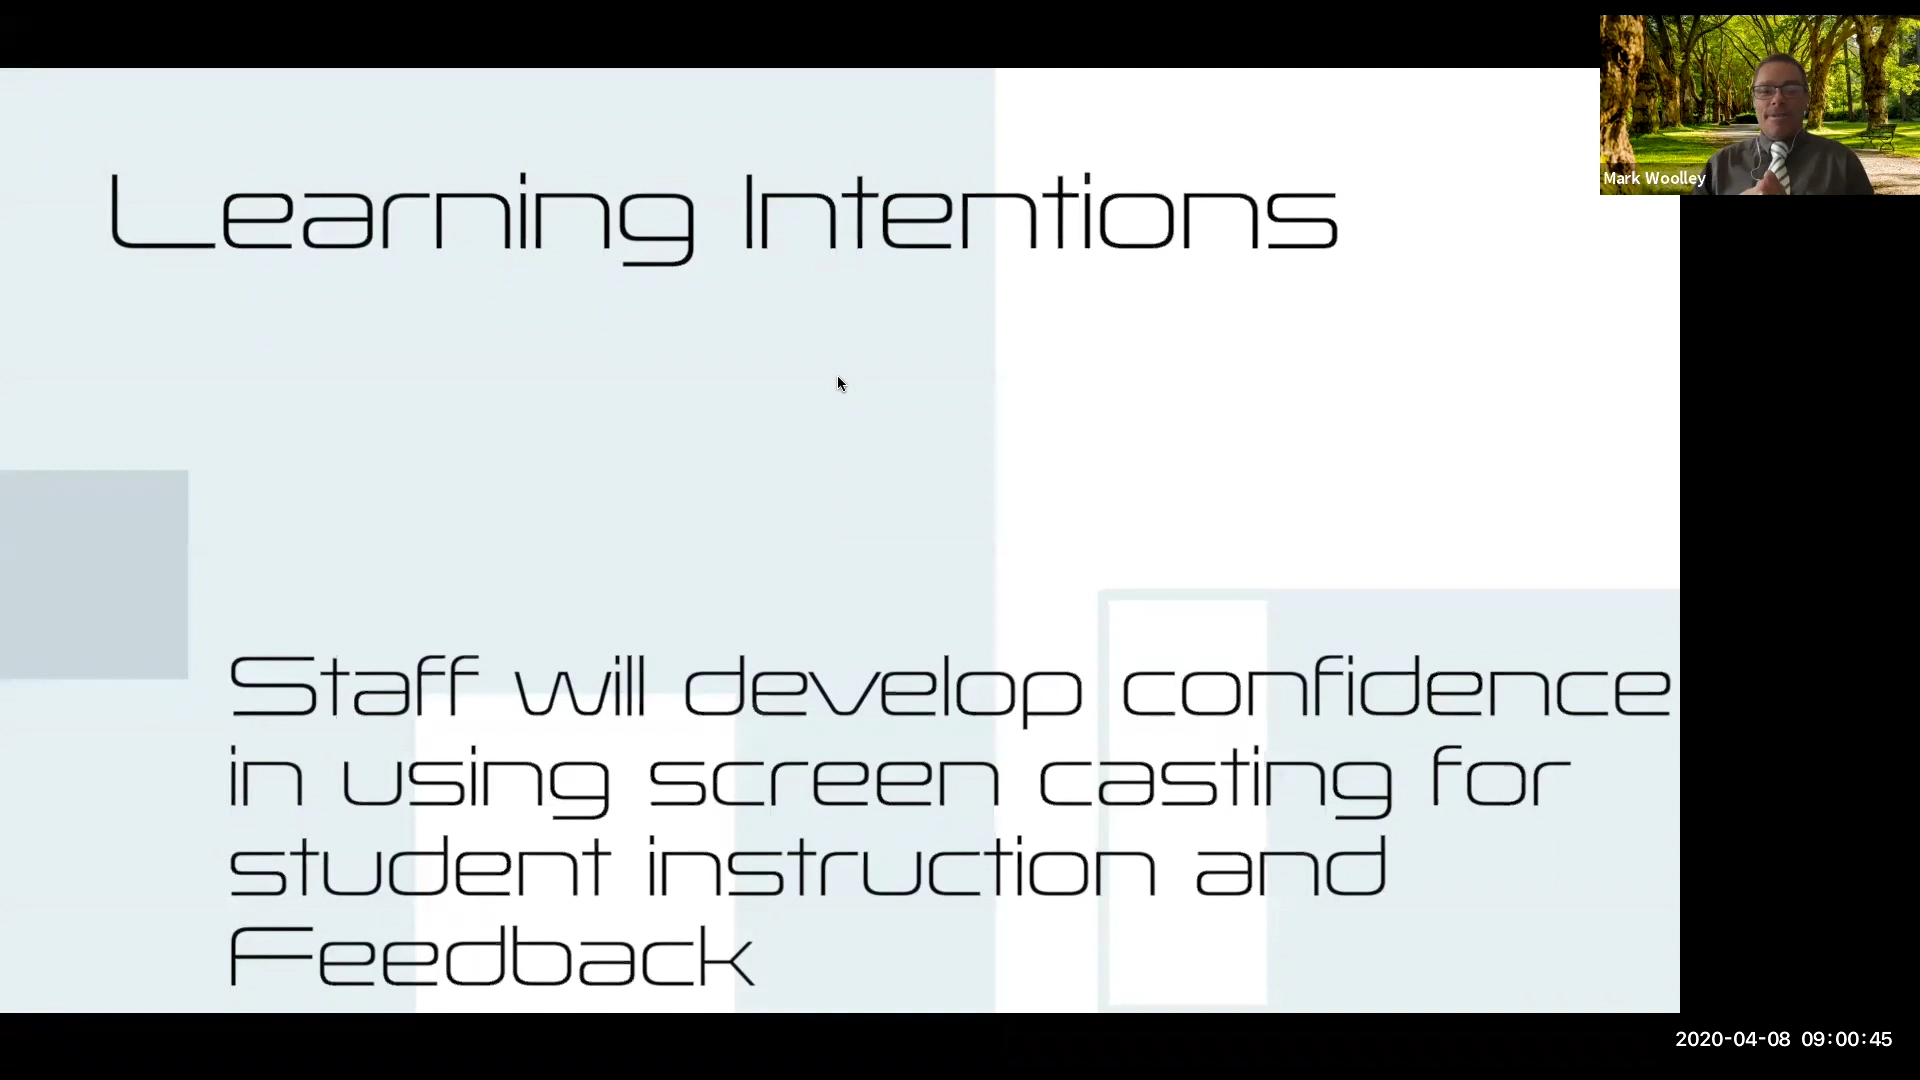 Learning Intentions
Mark Woolley
Staff will develop confidence
in using screen casting for
student instruction and
Feedback
2020-04-08 09:00:45